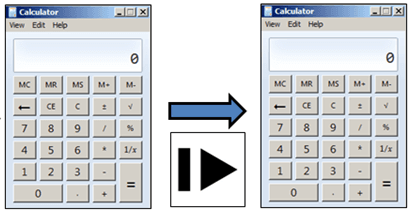 Calculator
View Edit Help
0
MC MR MS M+ M-
← CE C ± √
7 8 9 / %
4 5 6 * 1/x
1 2 3 - =
0 . +
Calculator
View Edit Help
0
MC MR MS M+ M-
← CE C ± √
7 8 9 / %
4 5 6 * 1/x
1 2 3 - =
0 . +